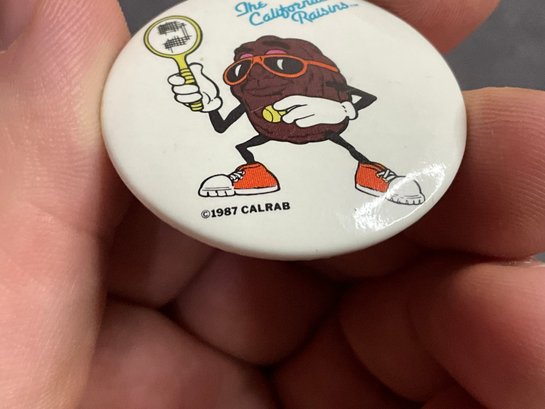 The
California
Raisins...
©1987 CALRAB